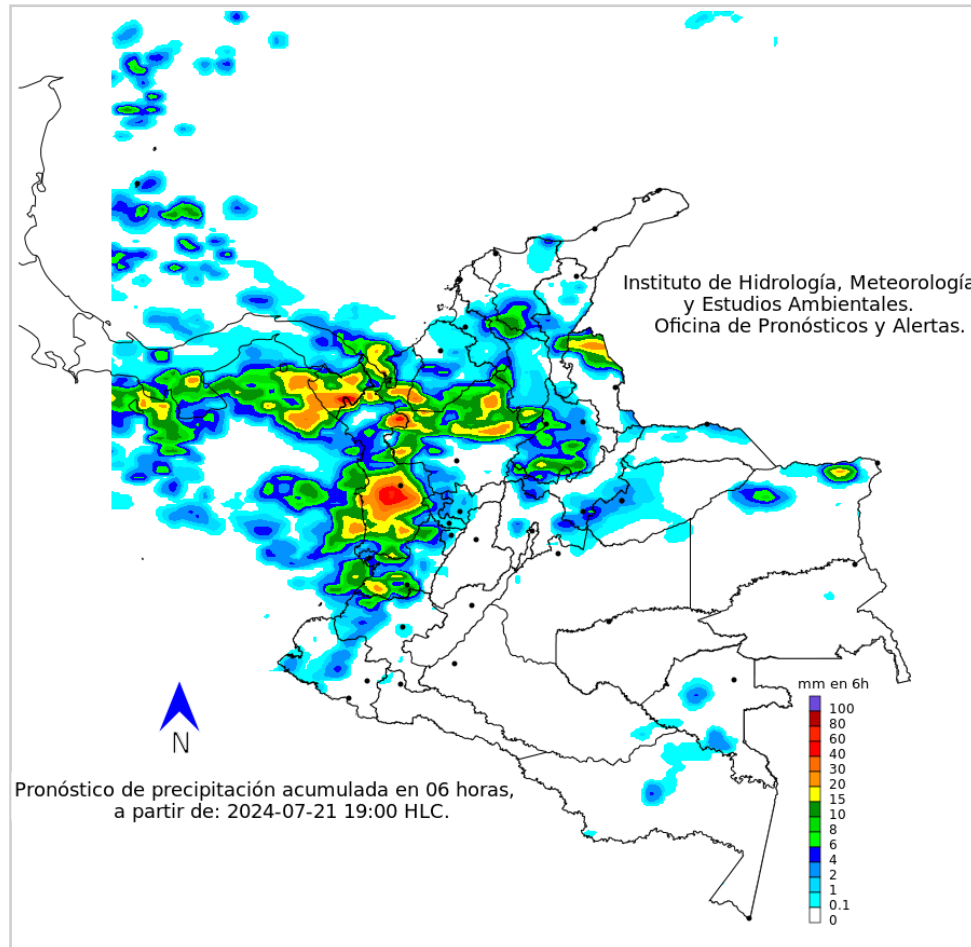 Instituto de Hidrología, Meteorología
y Estudios Ambientales.
Oficina de Pronósticos y Alertas.
mm en 6h
100
80
60
40
30
20
15
10
8
6
4
2
1
0.1
0
N
Pronóstico de precipitación acumulada en 06 horas,
a partir de: 2024-07-21 19:00 HLC.